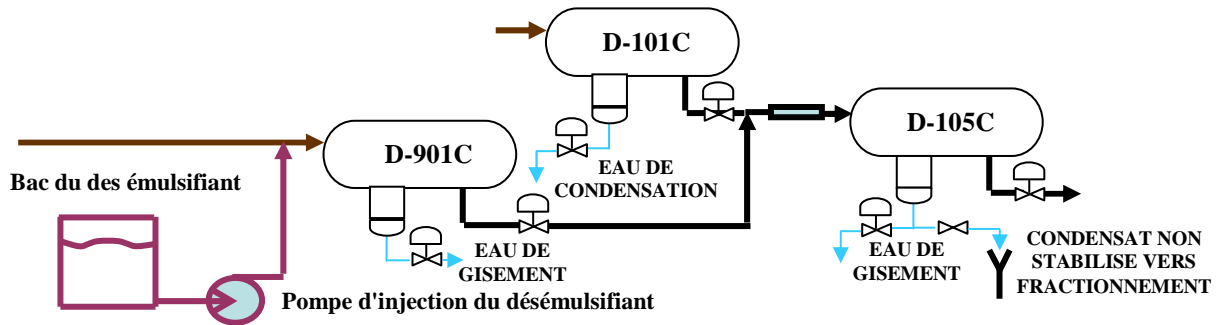 D-101C
D-901C
D-105C
Bac du des émulsifiant
EAU DE
CONDENSATION
EAU DE
GISEMENT
EAU DE
GISEMENT
CONDENSAT NON
STABILISE VERS
FRACTIONNEMENT
Pompe d'injection du désémulsifiant